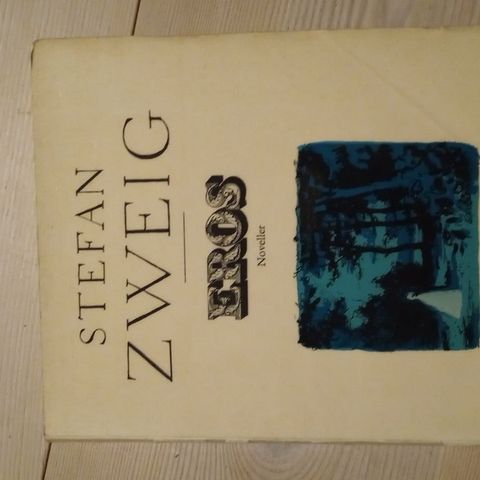 STEFAN
ZWEIG
EROS
Noveller